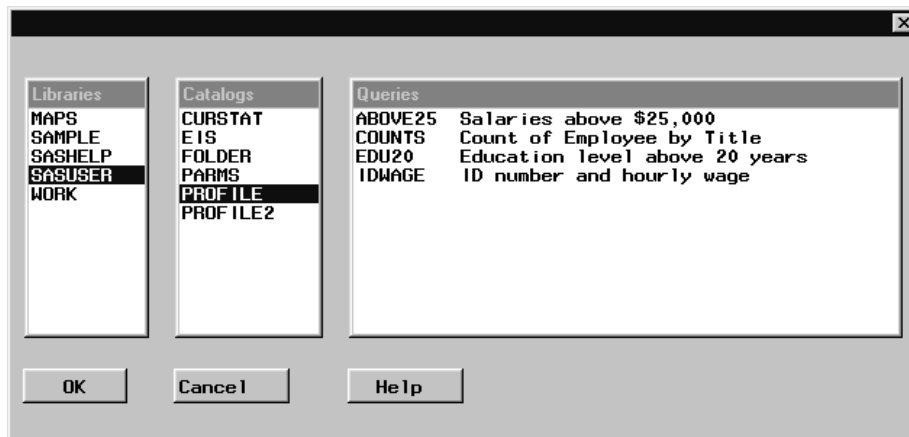 Libraries
MAPS
SAMPLE
SASHELP
SASUSER
WORK
Catalogs
CURSTAT
EIS
FOLDER
PARMS
PROFILE
PROFILE2
Queries
ABOVE25 Salaries above $25,000
COUNTS Count of Employee by Title
EDU20 Education level above 20 years
IDWAGE ID number and hourly wage
OK
Cancel
Help